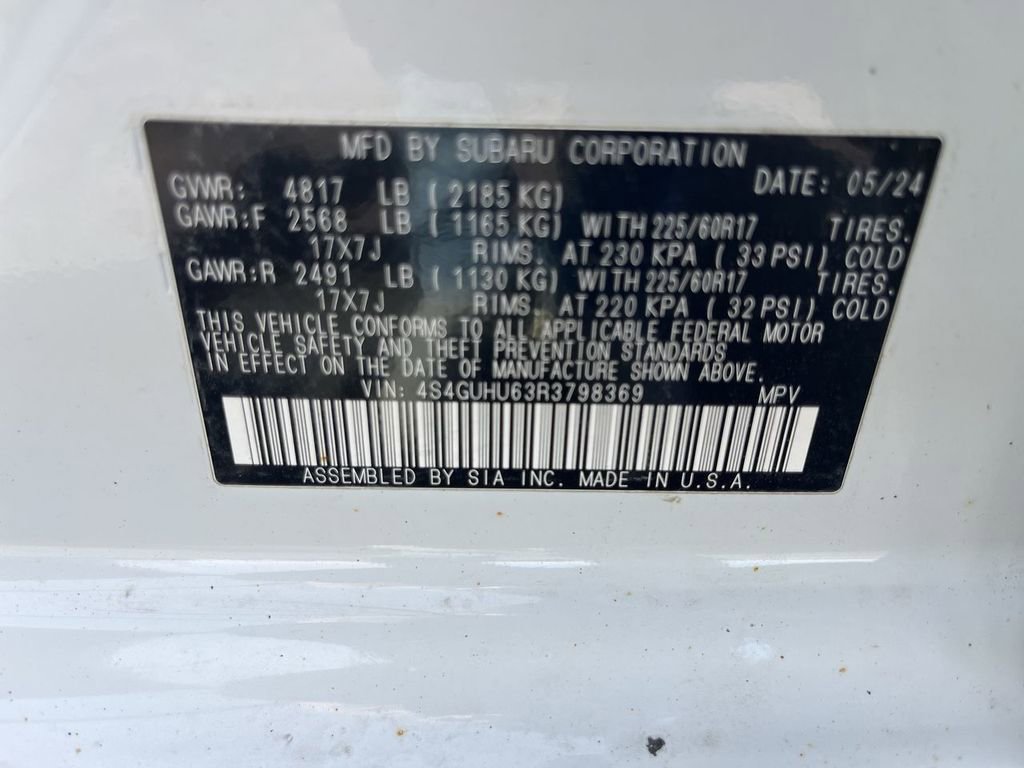 MFD BY SUBARU CORPORATION
GVWR: 4817 LB ( 2185 KG) DATE: 05/24
GAWR:F 2568 LB ( 1165 KG) WITH 225/60R17 TIRES.
17X7J RIMS. AT 230 KPA ( 33 PSI) COLD
GAWR:R 2491 LB ( 1130 KG) WITH 225/60R17 TIRES.
17X7J RIMS. AT 220 KPA ( 32 PSI) COLD
THIS VEHICLE CONFORMS TO ALL APPLICABLE FEDERAL MOTOR
VEHICLE SAFETY AND THEFT PREVENTION STANDARDS
IN EFFECT ON THE DATE OF MANUFACTURE SHOWN ABOVE.
VIN: 4S4GUHU63R3798369 MPV
ASSEMBLED BY SIA INC. MADE IN U.S.A.